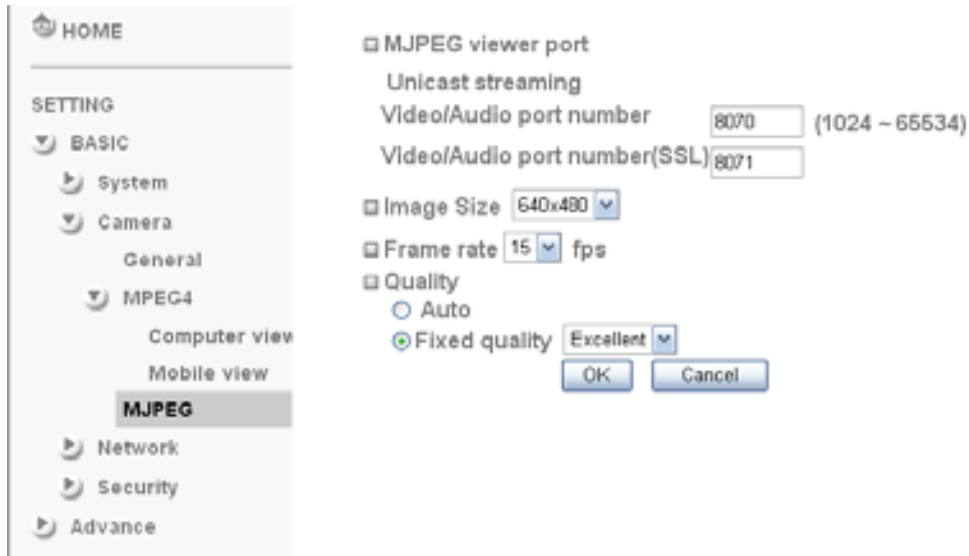 HOME
SETTING
BASIC
System
Camera
General
MPEG4
Computer view
Mobile view
MJPEG
Network
Security
Advance
MJPEG viewer port
Unicast streaming
Video/Audio port number 8070 (1024 ~ 65534)
Video/Audio port number(SSL) 8071
Image Size 640x480
Frame rate 15 fps
Quality
Auto
Fixed quality Excellent
OK Cancel